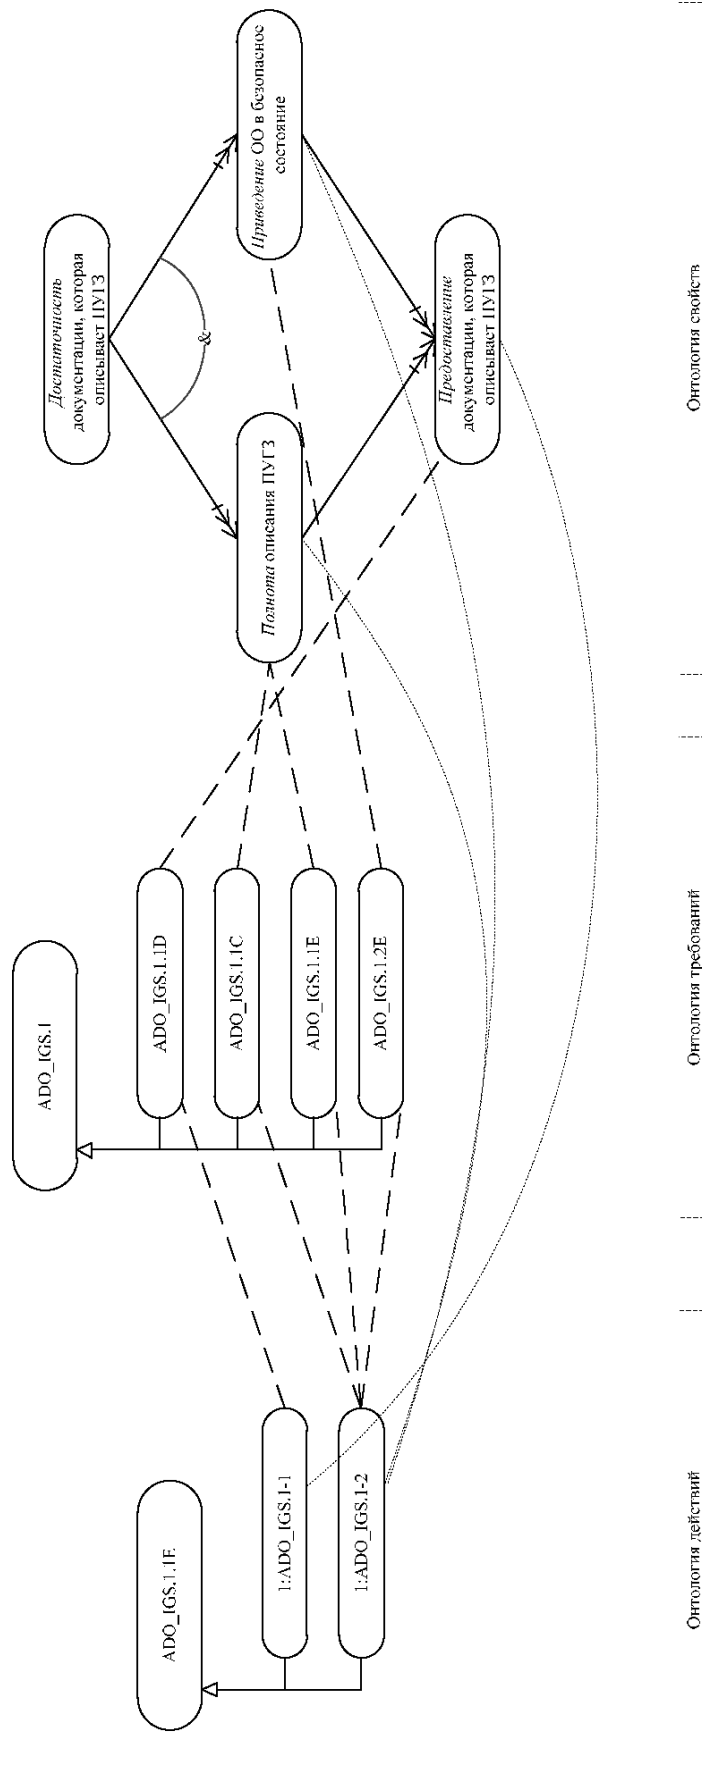 ADO_IGS.1.1E
1:ADO_IGS.1-1
1:ADO_IGS.1-2
Онтология действий
ADO_IGS.1
ADO_IGS.1.1D
ADO_IGS.1.1C
ADO_IGS.1.1E
ADO_IGS.1.2E
Онтология требований
Достаточность
документации, которая
описывает ПУГЗ
&
Полнота описания ПУГЗ
Приведение ОО в безопасное
состояние
Предоставление
документации, которая
описывает ПУГЗ
Онтология свойств